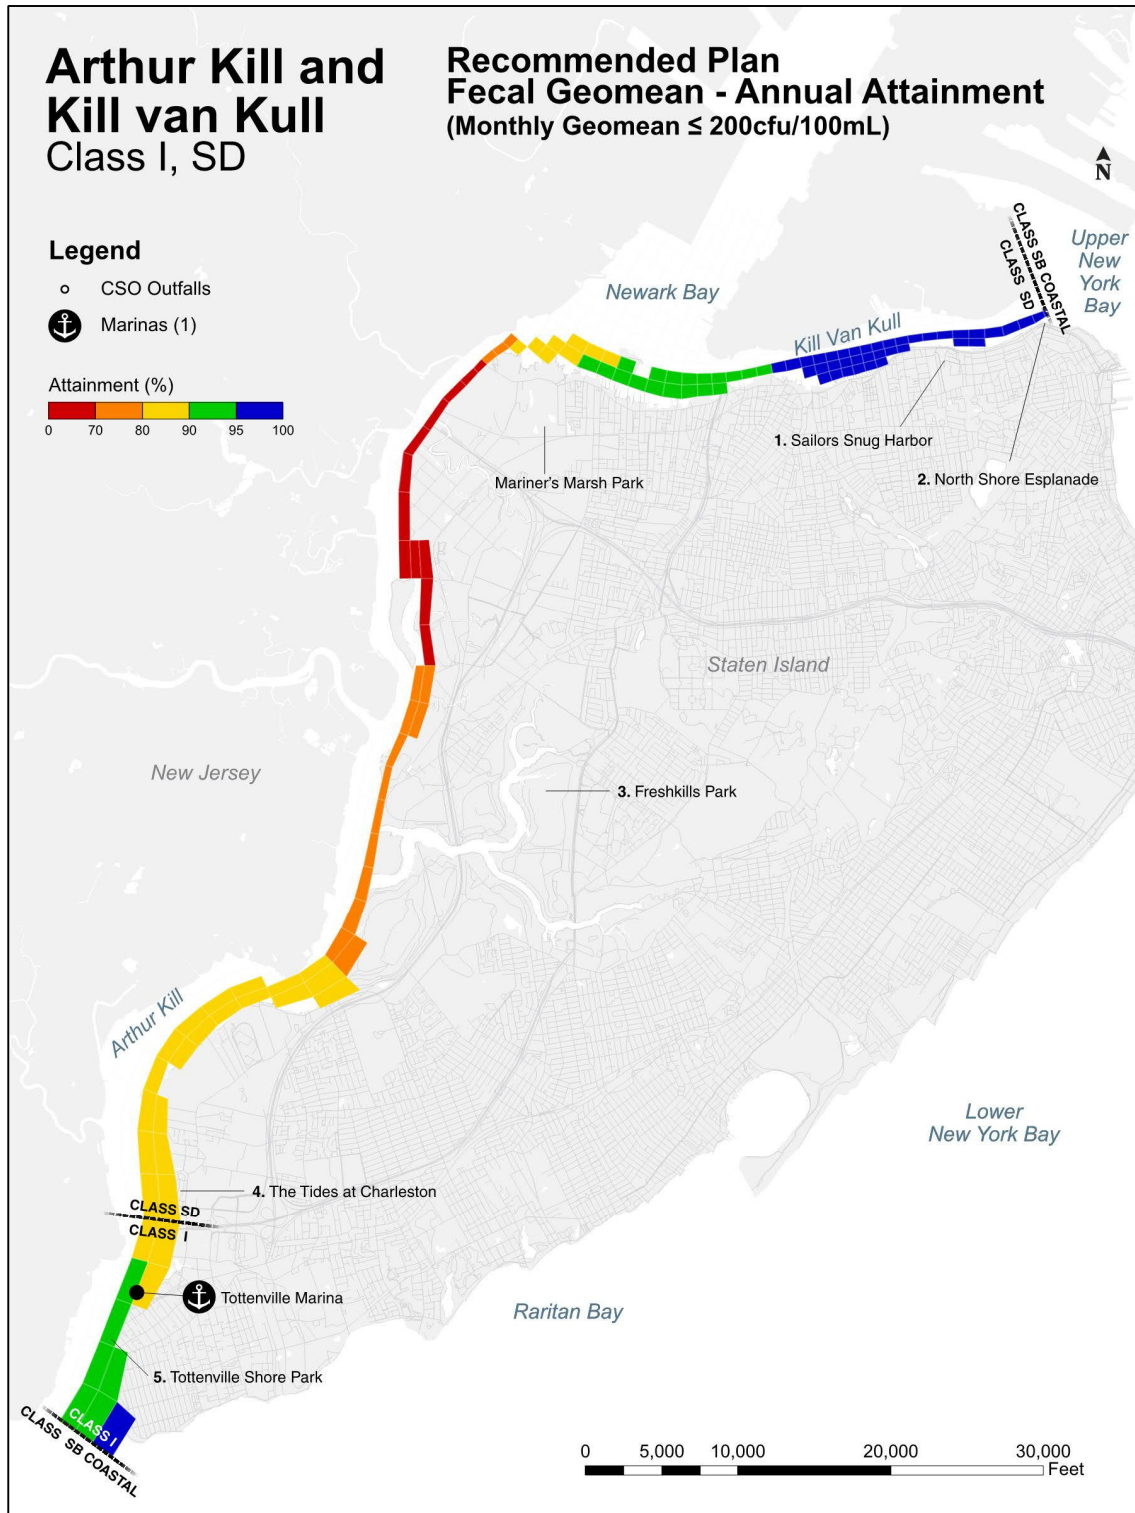 Arthur Kill and
Kill van Kull
Class I, SD
Recommended Plan
Fecal Geomean - Annual Attainment
(Monthly Geomean ≤ 200cfu/100mL)
N
Legend
CSO Outfalls
Marinas (1)
Attainment (%)
0 70 80 90 95 100
CLASS SB COASTAL
CLASS SD
Upper
New
York
Bay
Newark Bay
Kill Van Kull
1. Sailors Snug Harbor
2. North Shore Esplanade
Mariner's Marsh Park
Staten Island
New Jersey
3. Freshkills Park
Arthur Kill
Lower
New York Bay
4. The Tides at Charleston
CLASS SD
CLASS I
Tottenville Marina
Raritan Bay
5. Tottenville Shore Park
CLASS I
CLASS SB COASTAL
0 5,000 10,000 20,000 30,000
Feet